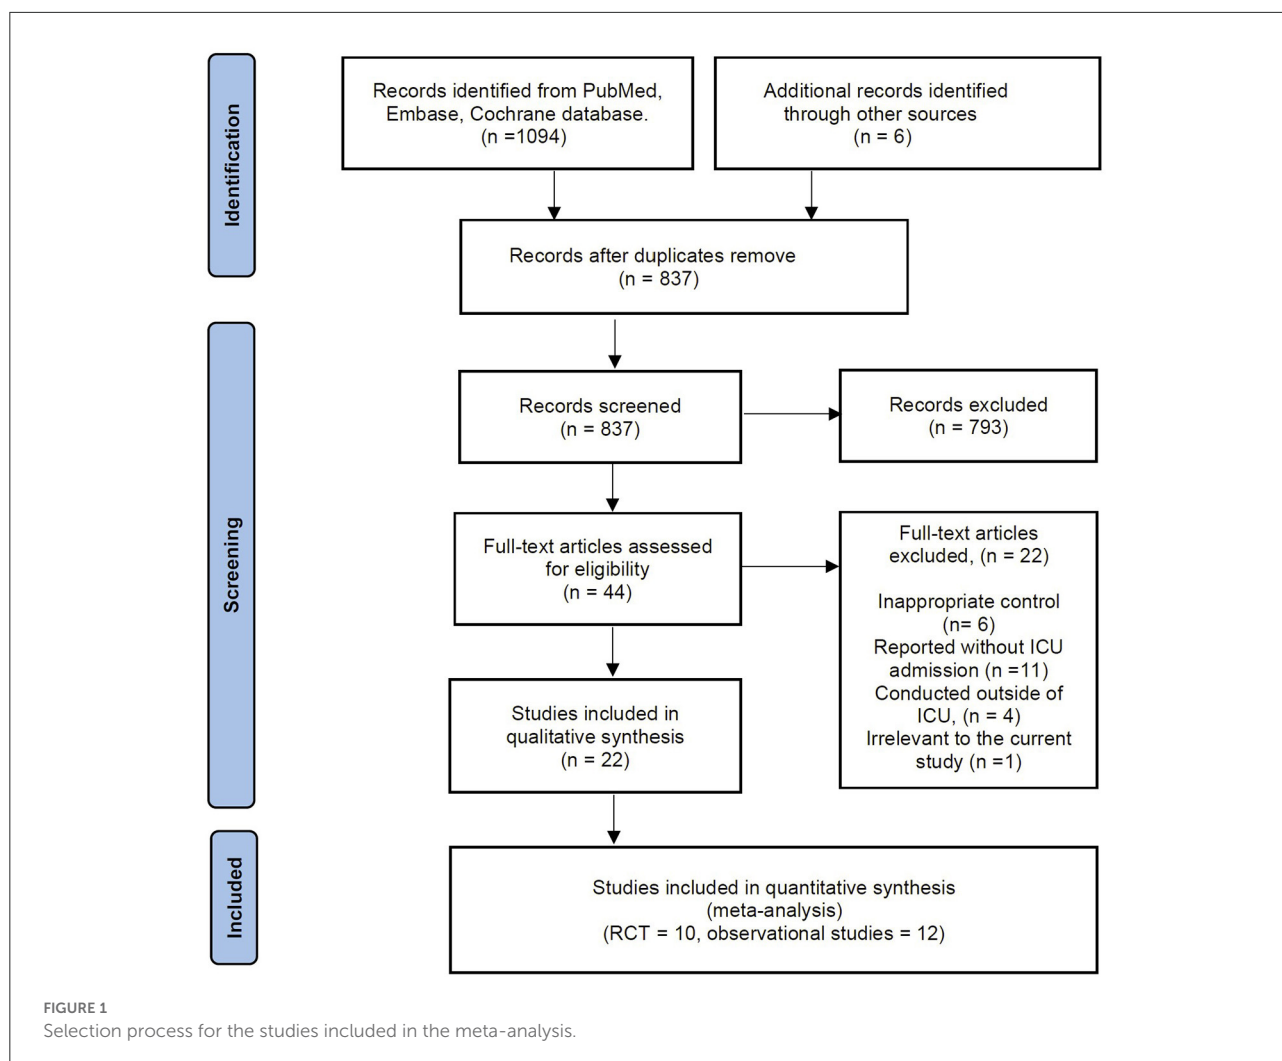 Identification
Records identified from PubMed,
Embase, Cochrane database.
(n =1094)
Additional records identified
through other sources
(n = 6)
Records after duplicates remove
(n = 837)
Screening
Records screened
(n = 837)
Records excluded
(n = 793)
Full-text articles assessed
for eligibility
(n = 44)
Full-text articles
excluded, (n = 22)
Inappropriate control
(n= 6)
Reported without ICU
admission (n =11)
Conducted outside of
ICU, (n = 4)
Irrelevant to the current
study (n =1)
Studies included in
qualitative synthesis
(n = 22)
Included
Studies included in quantitative synthesis
(meta-analysis)
(RCT = 10, observational studies = 12)
FIGURE 1
Selection process for the studies included in the meta-analysis.